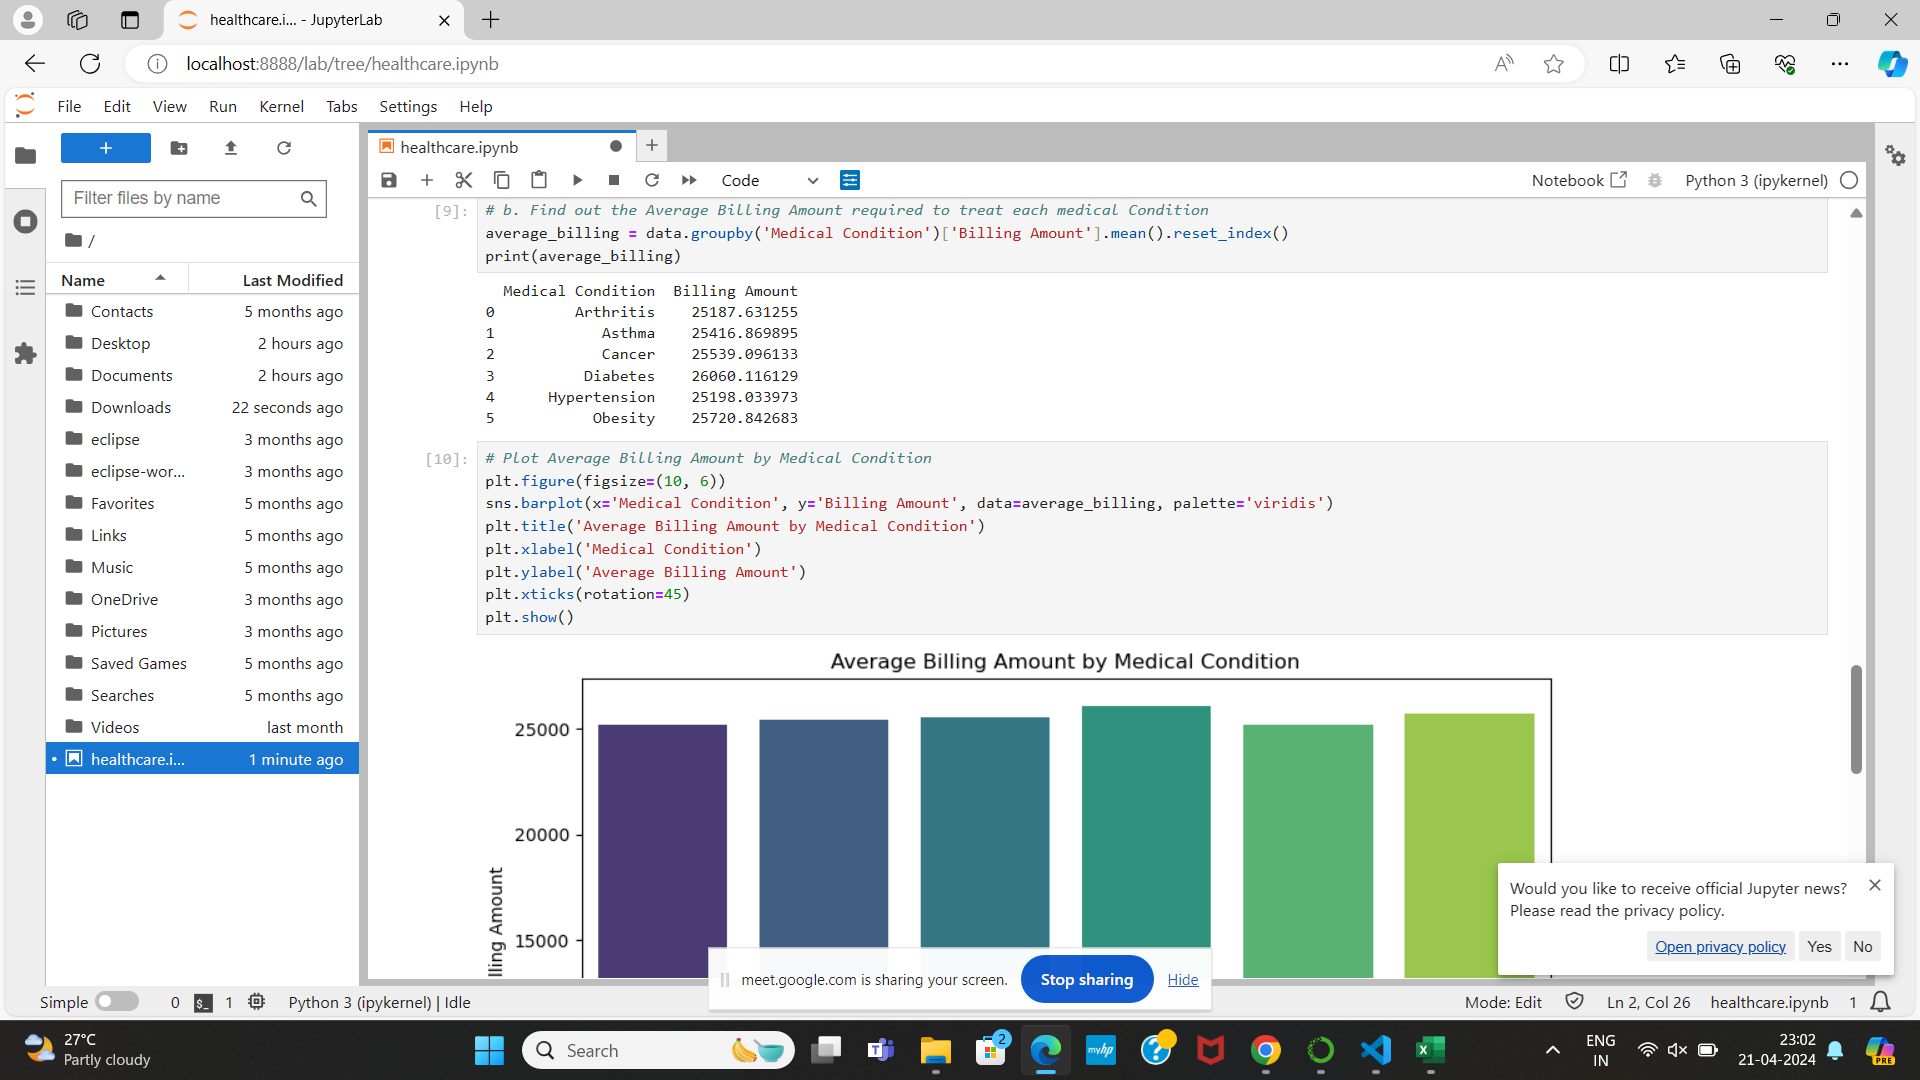 healthcare.i... - JupyterLab
localhost:8888/lab/tree/healthcare.ipynb
File Edit View Run Kernel Tabs Settings Help
+
healthcare.ipynb
Filter files by name
Code
Notebook
Python 3 (ipykernel)
/
Name Last Modified
Contacts 5 months ago
Desktop 2 hours ago
Documents 2 hours ago
Downloads 22 seconds ago
eclipse 3 months ago
eclipse-wor... 3 months ago
Favorites 5 months ago
Links 5 months ago
Music 5 months ago
OneDrive 3 months ago
Pictures 3 months ago
Saved Games 5 months ago
Searches 5 months ago
Videos last month
healthcare.i... 1 minute ago
[9]: # b. Find out the Average Billing Amount required to treat each medical Condition
average_billing = data.groupby('Medical Condition')['Billing Amount'].mean().reset_index()
print(average_billing)
Medical Condition Billing Amount
0 Arthritis 25187.631255
1 Asthma 25416.869895
2 Cancer 25539.096133
3 Diabetes 26060.116129
4 Hypertension 25198.033973
5 Obesity 25720.842683
[10]: # Plot Average Billing Amount by Medical Condition
plt.figure(figsize=(10, 6))
sns.barplot(x='Medical Condition', y='Billing Amount', data=average_billing, palette='viridis')
plt.title('Average Billing Amount by Medical Condition')
plt.xlabel('Medical Condition')
plt.ylabel('Average Billing Amount')
plt.xticks(rotation=45)
plt.show()
Average Billing Amount by Medical Condition
25000
20000
15000
lling Amount
Would you like to receive official Jupyter news?
Please read the privacy policy.
Open privacy policy Yes No
meet.google.com is sharing your screen. Stop sharing Hide
Simple 0 $_ 1 Python 3 (ipykernel) | Idle
Mode: Edit Ln 2, Col 26 healthcare.ipynb 1
27°C
Partly cloudy
Search
2
myhp
?
PRE
ENG
IN
23:02
21-04-2024